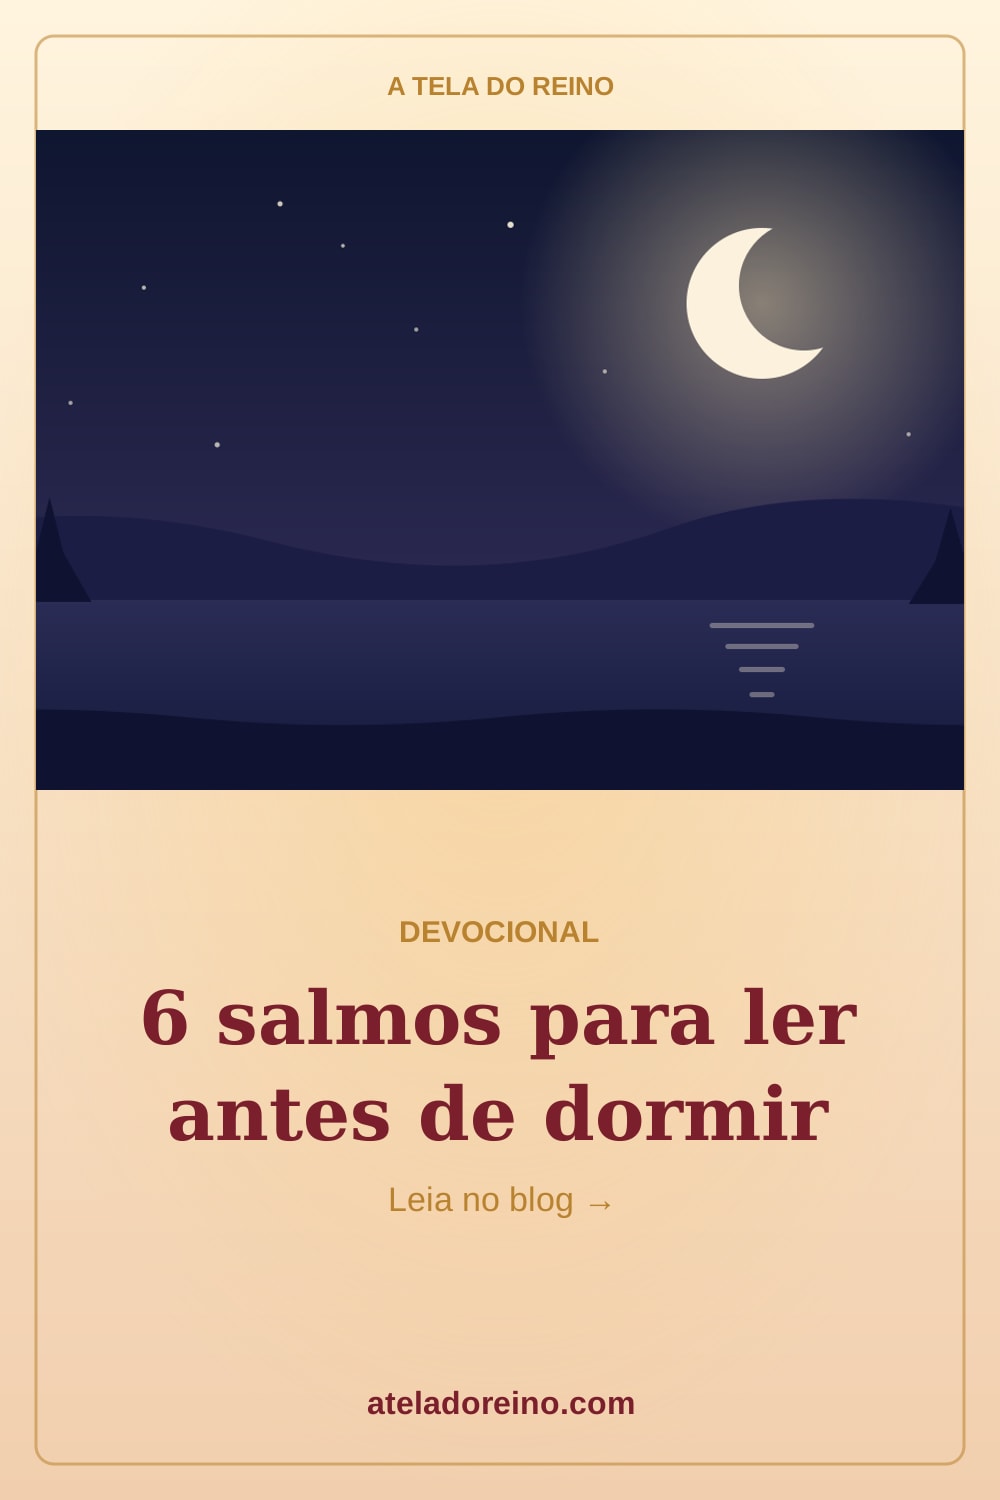 A TELA DO REINO
DEVOCIONAL
6 salmos para ler
antes de dormir
Leia no blog →
ateladoreino.com